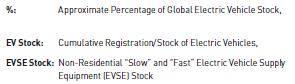 %: Approximate Percentage of Global Electric Vehicle Stock,
EV Stock: Cumulative Registration/Stock of Electric Vehicles,
EVSE Stock: Non-Residential “Slow” and “Fast” Electric Vehicle Supply
Equipment (EVSE) Stock